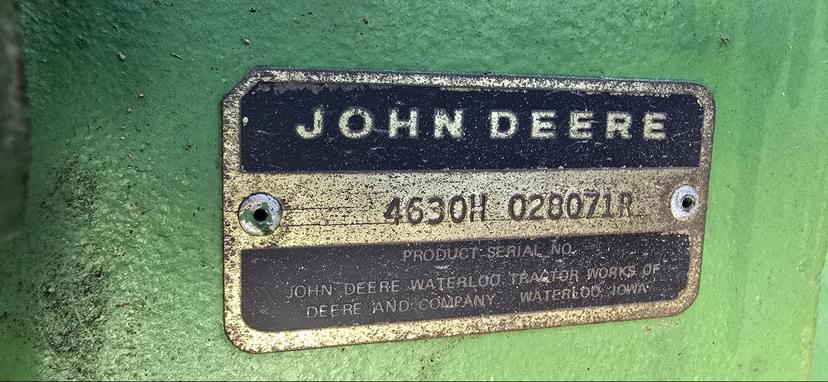 JOHN DEERE
4630H 028071R
PRODUCT SERIAL NO.
JOHN DEERE WATERLOO TRACTOR WORKS OF
DEERE AND COMPANY WATERLOO, IOWA